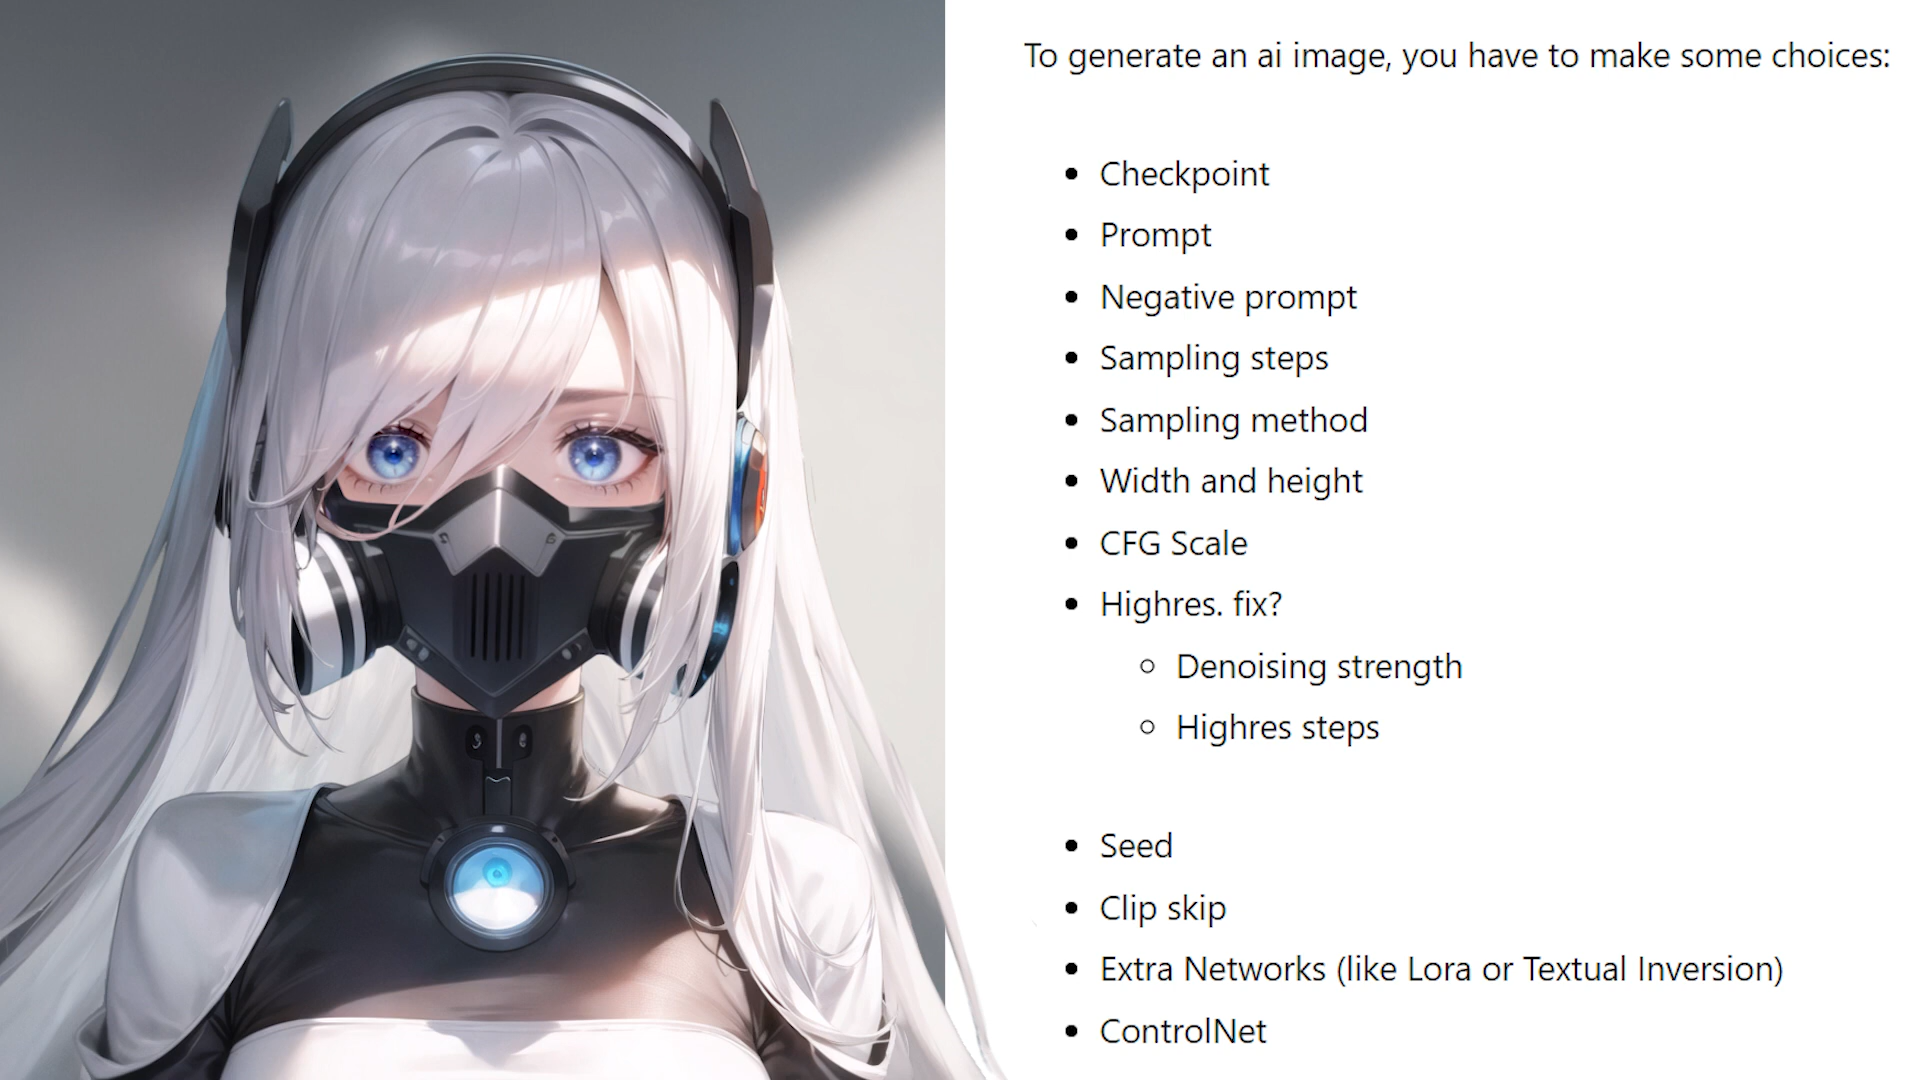 To generate an ai image, you have to make some choices:
Checkpoint
Prompt
Negative prompt
Sampling steps
Sampling method
Width and height
CFG Scale
Highres. fix?
Denoising strength
Highres steps
Seed
Clip skip
Extra Networks (like Lora or Textual Inversion)
ControlNet